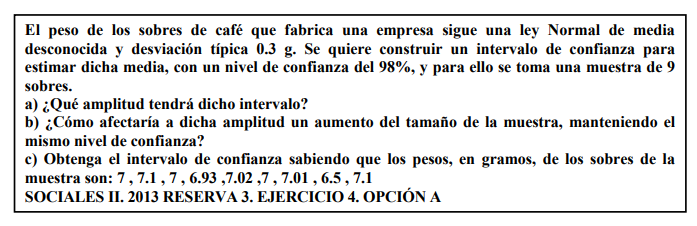 El peso de los sobres de café que fabrica una empresa sigue una ley Normal de media
desconocida y desviación típica 0.3 g. Se quiere construir un intervalo de confianza para
estimar dicha media, con un nivel de confianza del 98%, y para ello se toma una muestra de 9
sobres.
a) ¿Qué amplitud tendrá dicho intervalo?
b) ¿Cómo afectaría a dicha amplitud un aumento del tamaño de la muestra, manteniendo el
mismo nivel de confianza?
c) Obtenga el intervalo de confianza sabiendo que los pesos, en gramos, de los sobres de la
muestra son: 7 , 7.1 , 7 , 6.93 ,7.02 ,7 , 7.01 , 6.5 , 7.1
SOCIALES II. 2013 RESERVA 3. EJERCICIO 4. OPCIÓN A